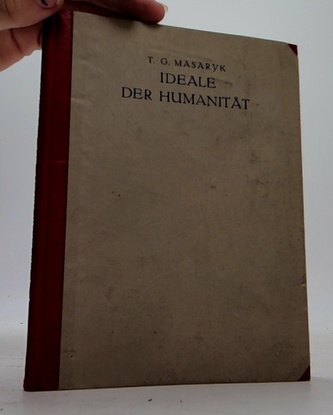 T. G. MASARYK
IDEALE
DER HUMANITÄT